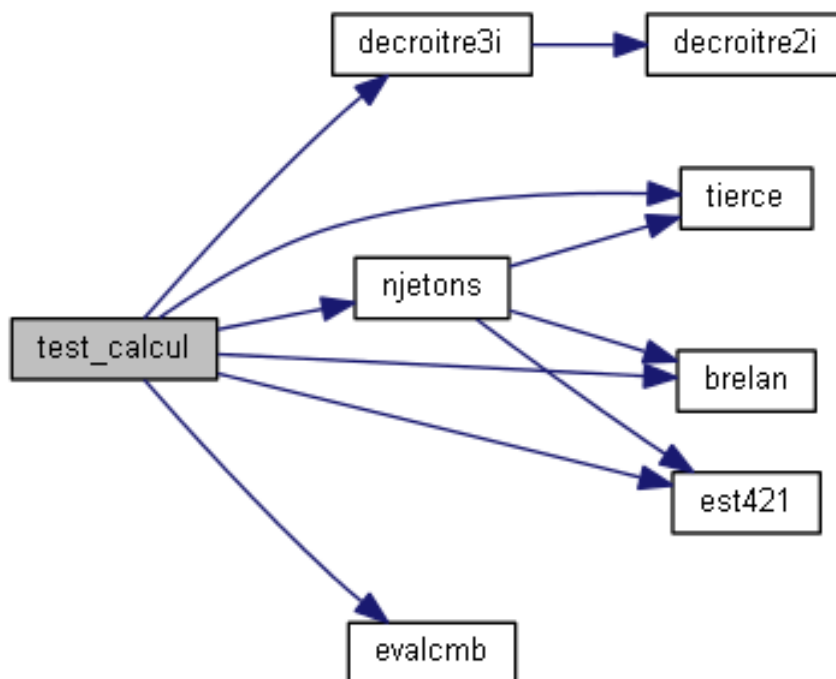 decroitre3i
decroitre2i
tierce
njetons
test_calcul
brelan
est421
evalcmb